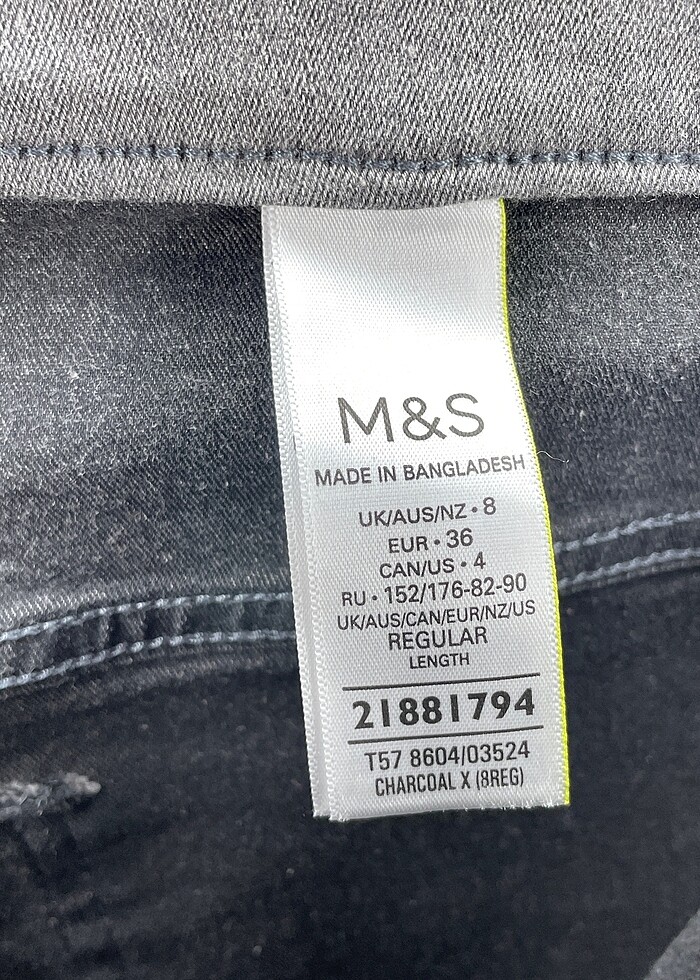 M&S
MADE IN BANGLADESH
UK/AUS/NZ • 8
EUR • 36
CAN/US • 4
RU • 152/176-82-90
UK/AUS/CAN/EUR/NZ/US
REGULAR
LENGTH
21881794
T57 8604/03524
CHARCOAL X (8REG)